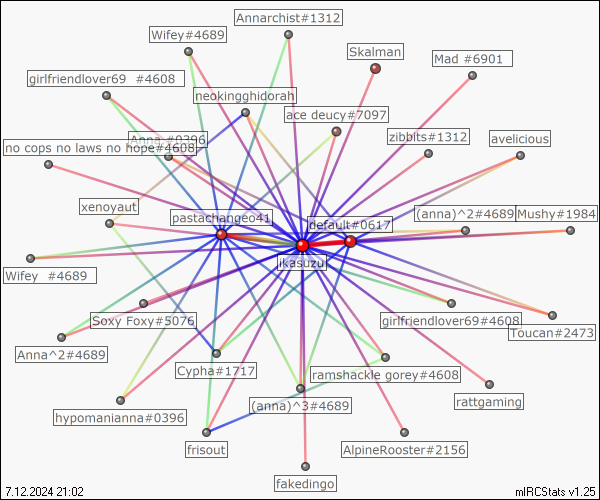 Annarchist#1312
Wifey#4689
Skalman
Mad #6901
girlfriendlover69 #4608
neokingghidorah
ace deucy#7097
Anna #0396
zibbits#1312
avelicious
no cops no laws no hope#4608
xenoyaut
pastachangeo41
default#0617
(anna)^2#4689
Mushy#1984
Wifey #4689
ikasuzu
Soxy Foxy#5076
girlfriendlover69#4608
Toucan#2473
Anna^2#4689
Cypha#1717
ramshackle gorey#4608
hypomanianna#0396
(anna)^3#4689
rattgaming
frisout
AlpineRooster#2156
fakedingo
7.12.2024 21:02
mIRCStats v1.25